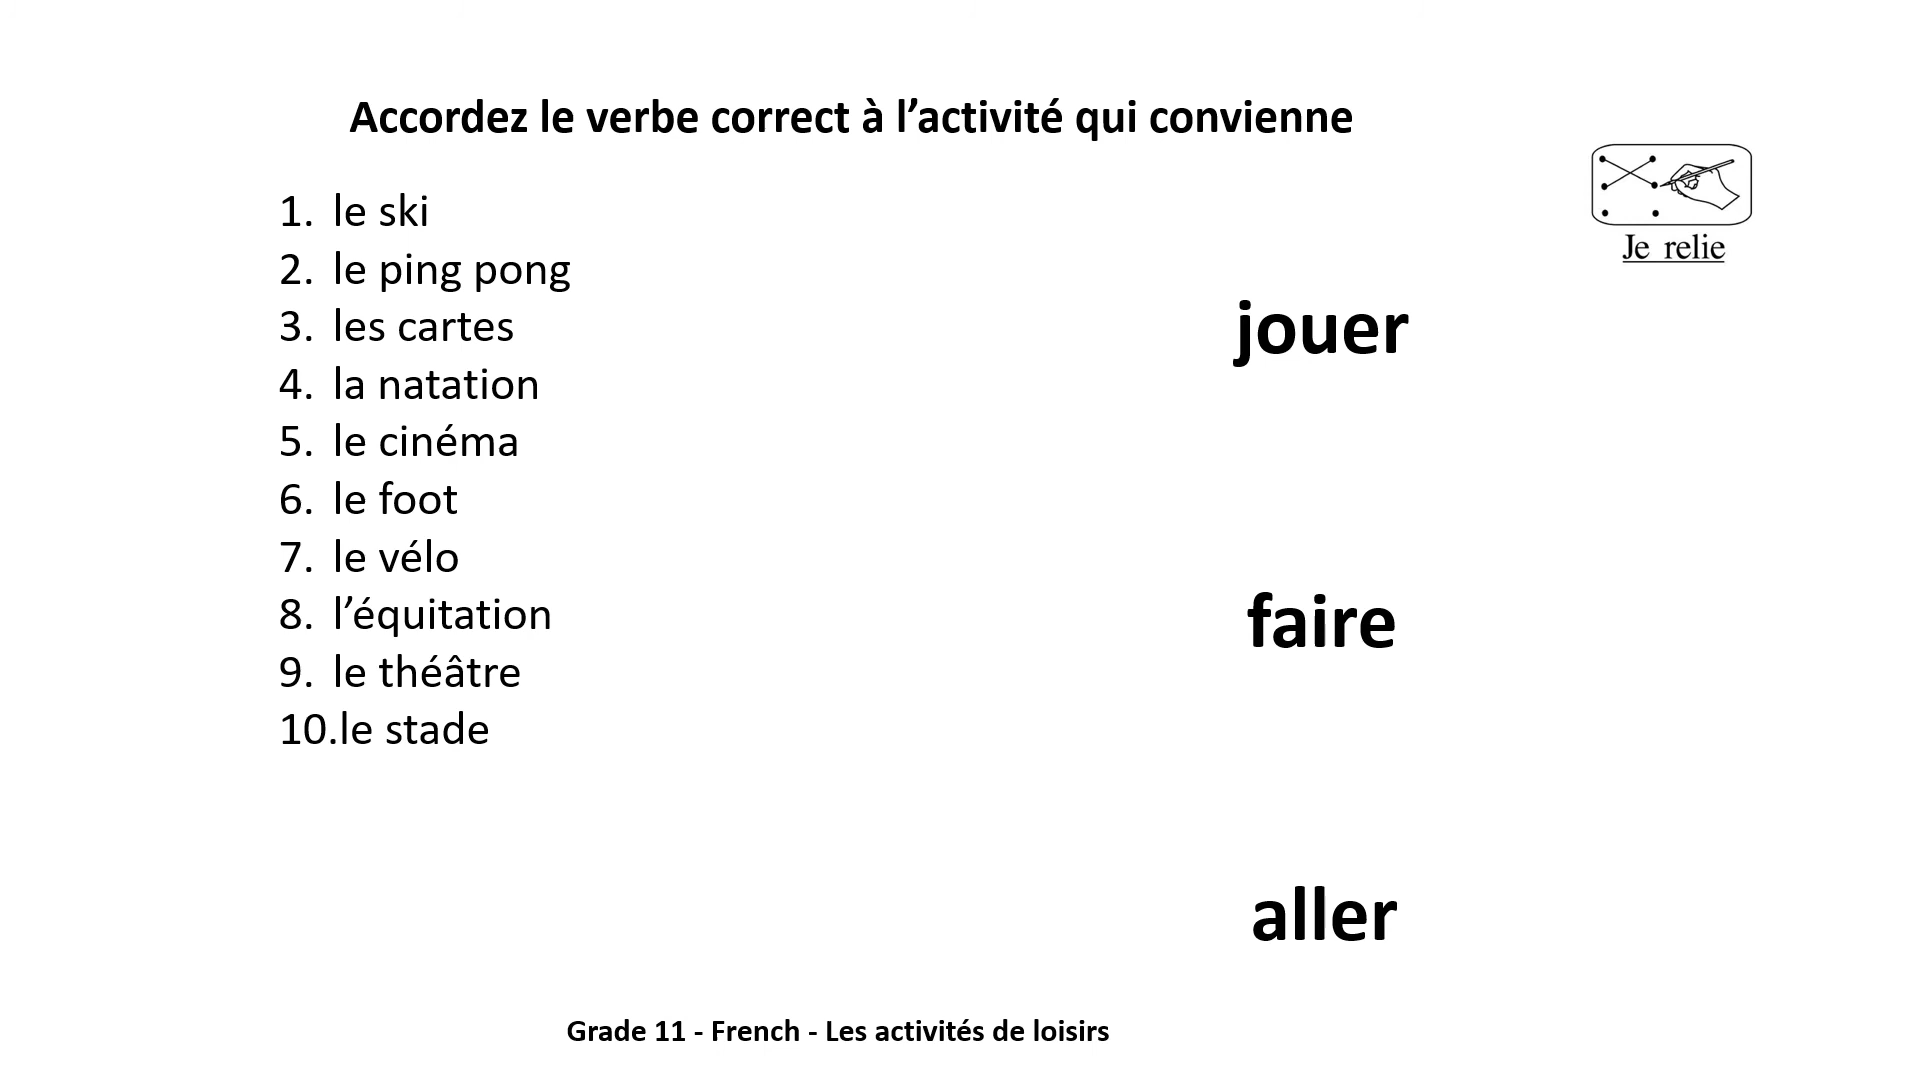 Accordez le verbe correct à l’activité qui convienne
1. le ski
2. le ping pong
3. les cartes
4. la natation
5. le cinéma
6. le foot
7. le vélo
8. l’équitation
9. le théâtre
10.le stade
Je relie
jouer
faire
aller
Grade 11 - French - Les activités de loisirs